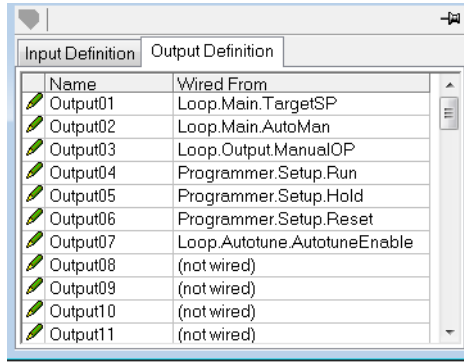 Input Definition Output Definition
Name Wired From
Output01 Loop.Main.TargetSP
Output02 Loop.Main.AutoMan
Output03 Loop.Output.ManualOP
Output04 Programmer.Setup.Run
Output05 Programmer.Setup.Hold
Output06 Programmer.Setup.Reset
Output07 Loop.Autotune.AutotuneEnable
Output08 (not wired)
Output09 (not wired)
Output10 (not wired)
Output11 (not wired)